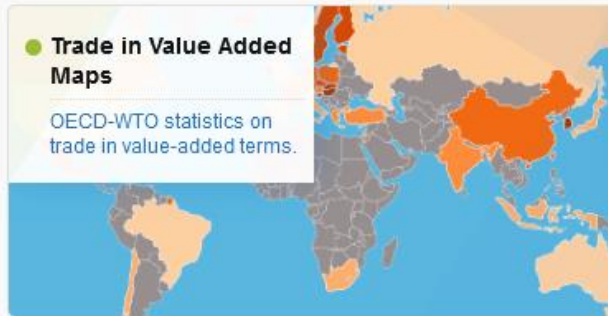 Trade in Value Added
Maps
OECD-WTO statistics on
trade in value-added terms.